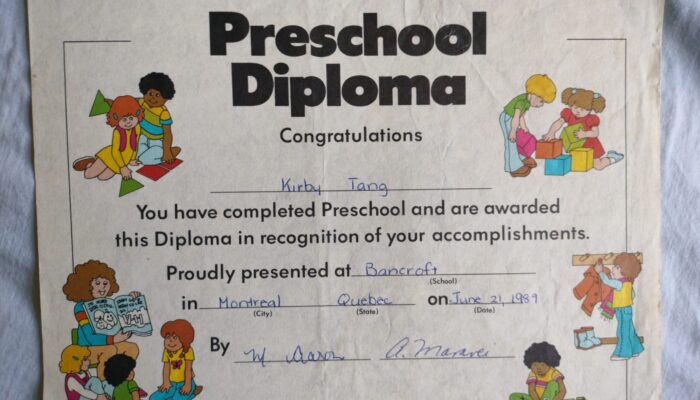 Preschool
Diploma
Congratulations
Kirby Tang
You have completed Preschool and are awarded
this Diploma in recognition of your accomplishments.
Proudly presented at Bancroft
(School)
in Montreal Quebec on June 21, 1989
(City) (State) (Date)
By M
A.